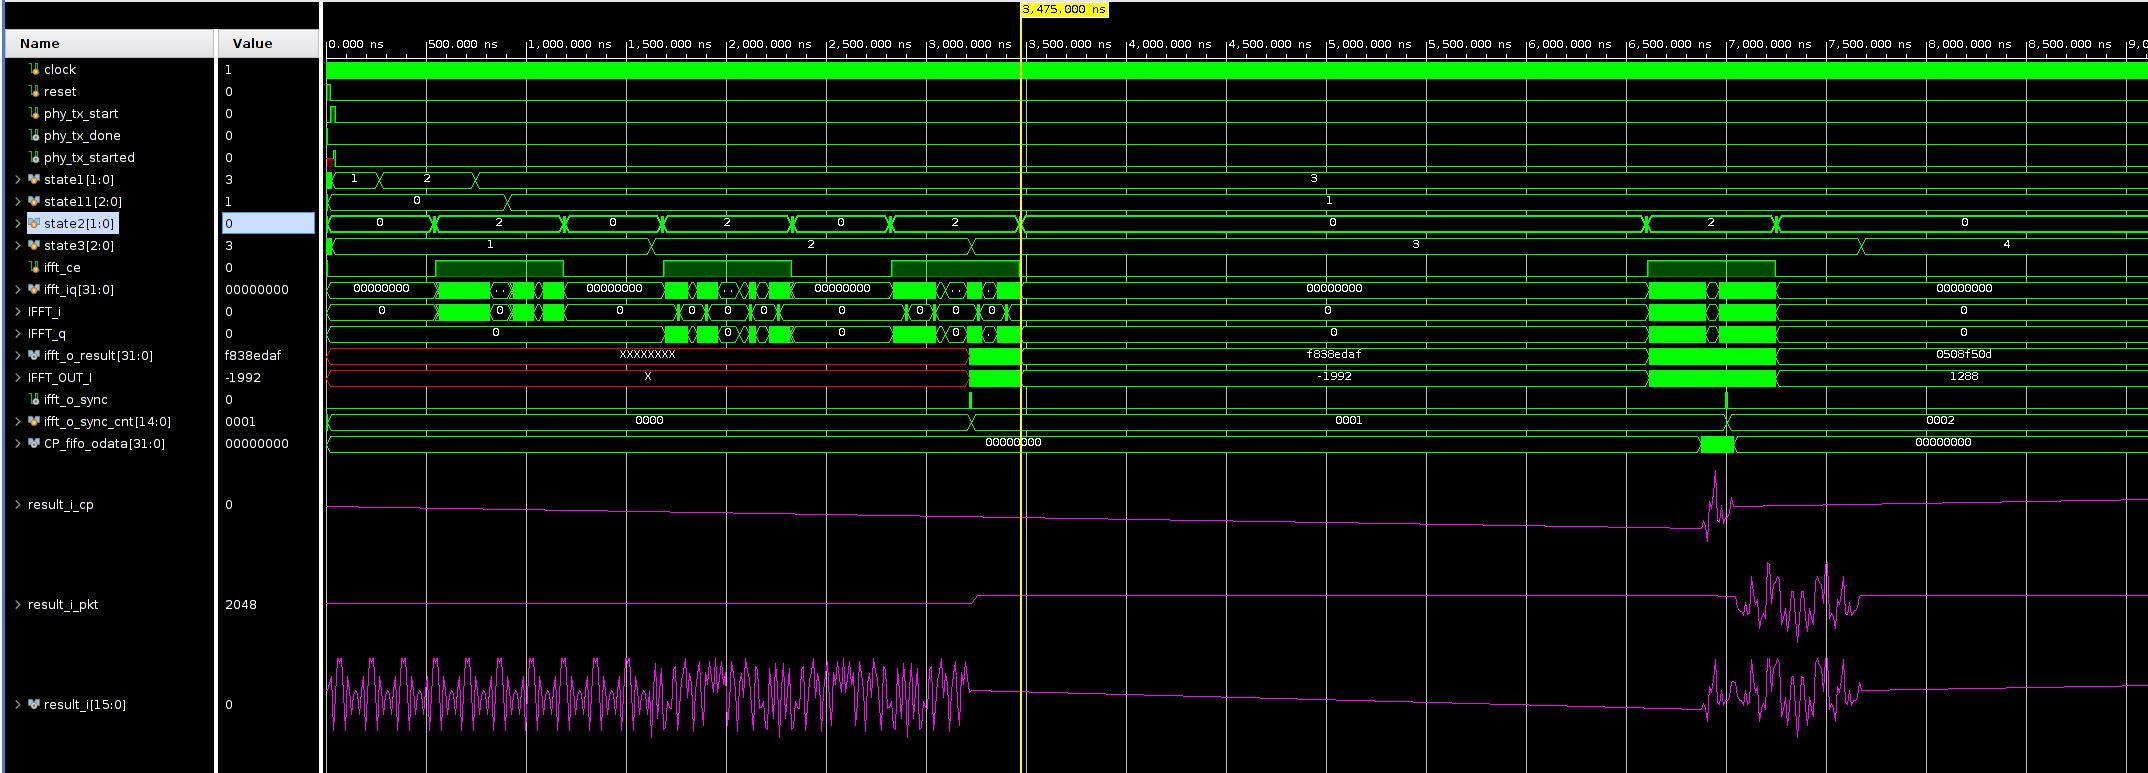 3,475.000 ns
Name Value 0.000 ns 500.000 ns 1,000.000 ns 1,500.000 ns 2,000.000 ns 2,500.000 ns 3,000.000 ns 3,500.000 ns 4,000.000 ns 4,500.000 ns 5,000.000 ns 5,500.000 ns 6,000.000 ns 6,500.000 ns 7,000.000 ns 7,500.000 ns 8,000.000 ns 8,500.000 ns 9,0
clock 1
reset 0
phy_tx_start 0
phy_tx_done 0
phy_tx_started 0
state1[1:0] 3 1 2 3
state11[2:0] 1 0 1
state2[1:0] 0 0 2 0 2 0 2 0 2 0
state3[2:0] 3 1 2 3 4
ifft_ce 0
ifft_iq[31:0] 00000000 00000000 .. 00000000 .. 00000000 .. . 00000000 00000000
IFFT_i 0 0 0 0 0 0 0 0 0 0 0 0 0
IFFT_q 0 0 0 0 0 . 0 0
ifft_o_result[31:0] f838edaf XXXXXXXX f838edaf 0508f50d
IFFT_OUT_I -1992 X -1992 1288
ifft_o_sync 0
ifft_o_sync_cnt[14:0] 0001 0000 0001 0002
CP_fifo_odata[31:0] 00000000 00000000 00000000
result_i_cp 0
result_i_pkt 2048
result_i[15:0] 0